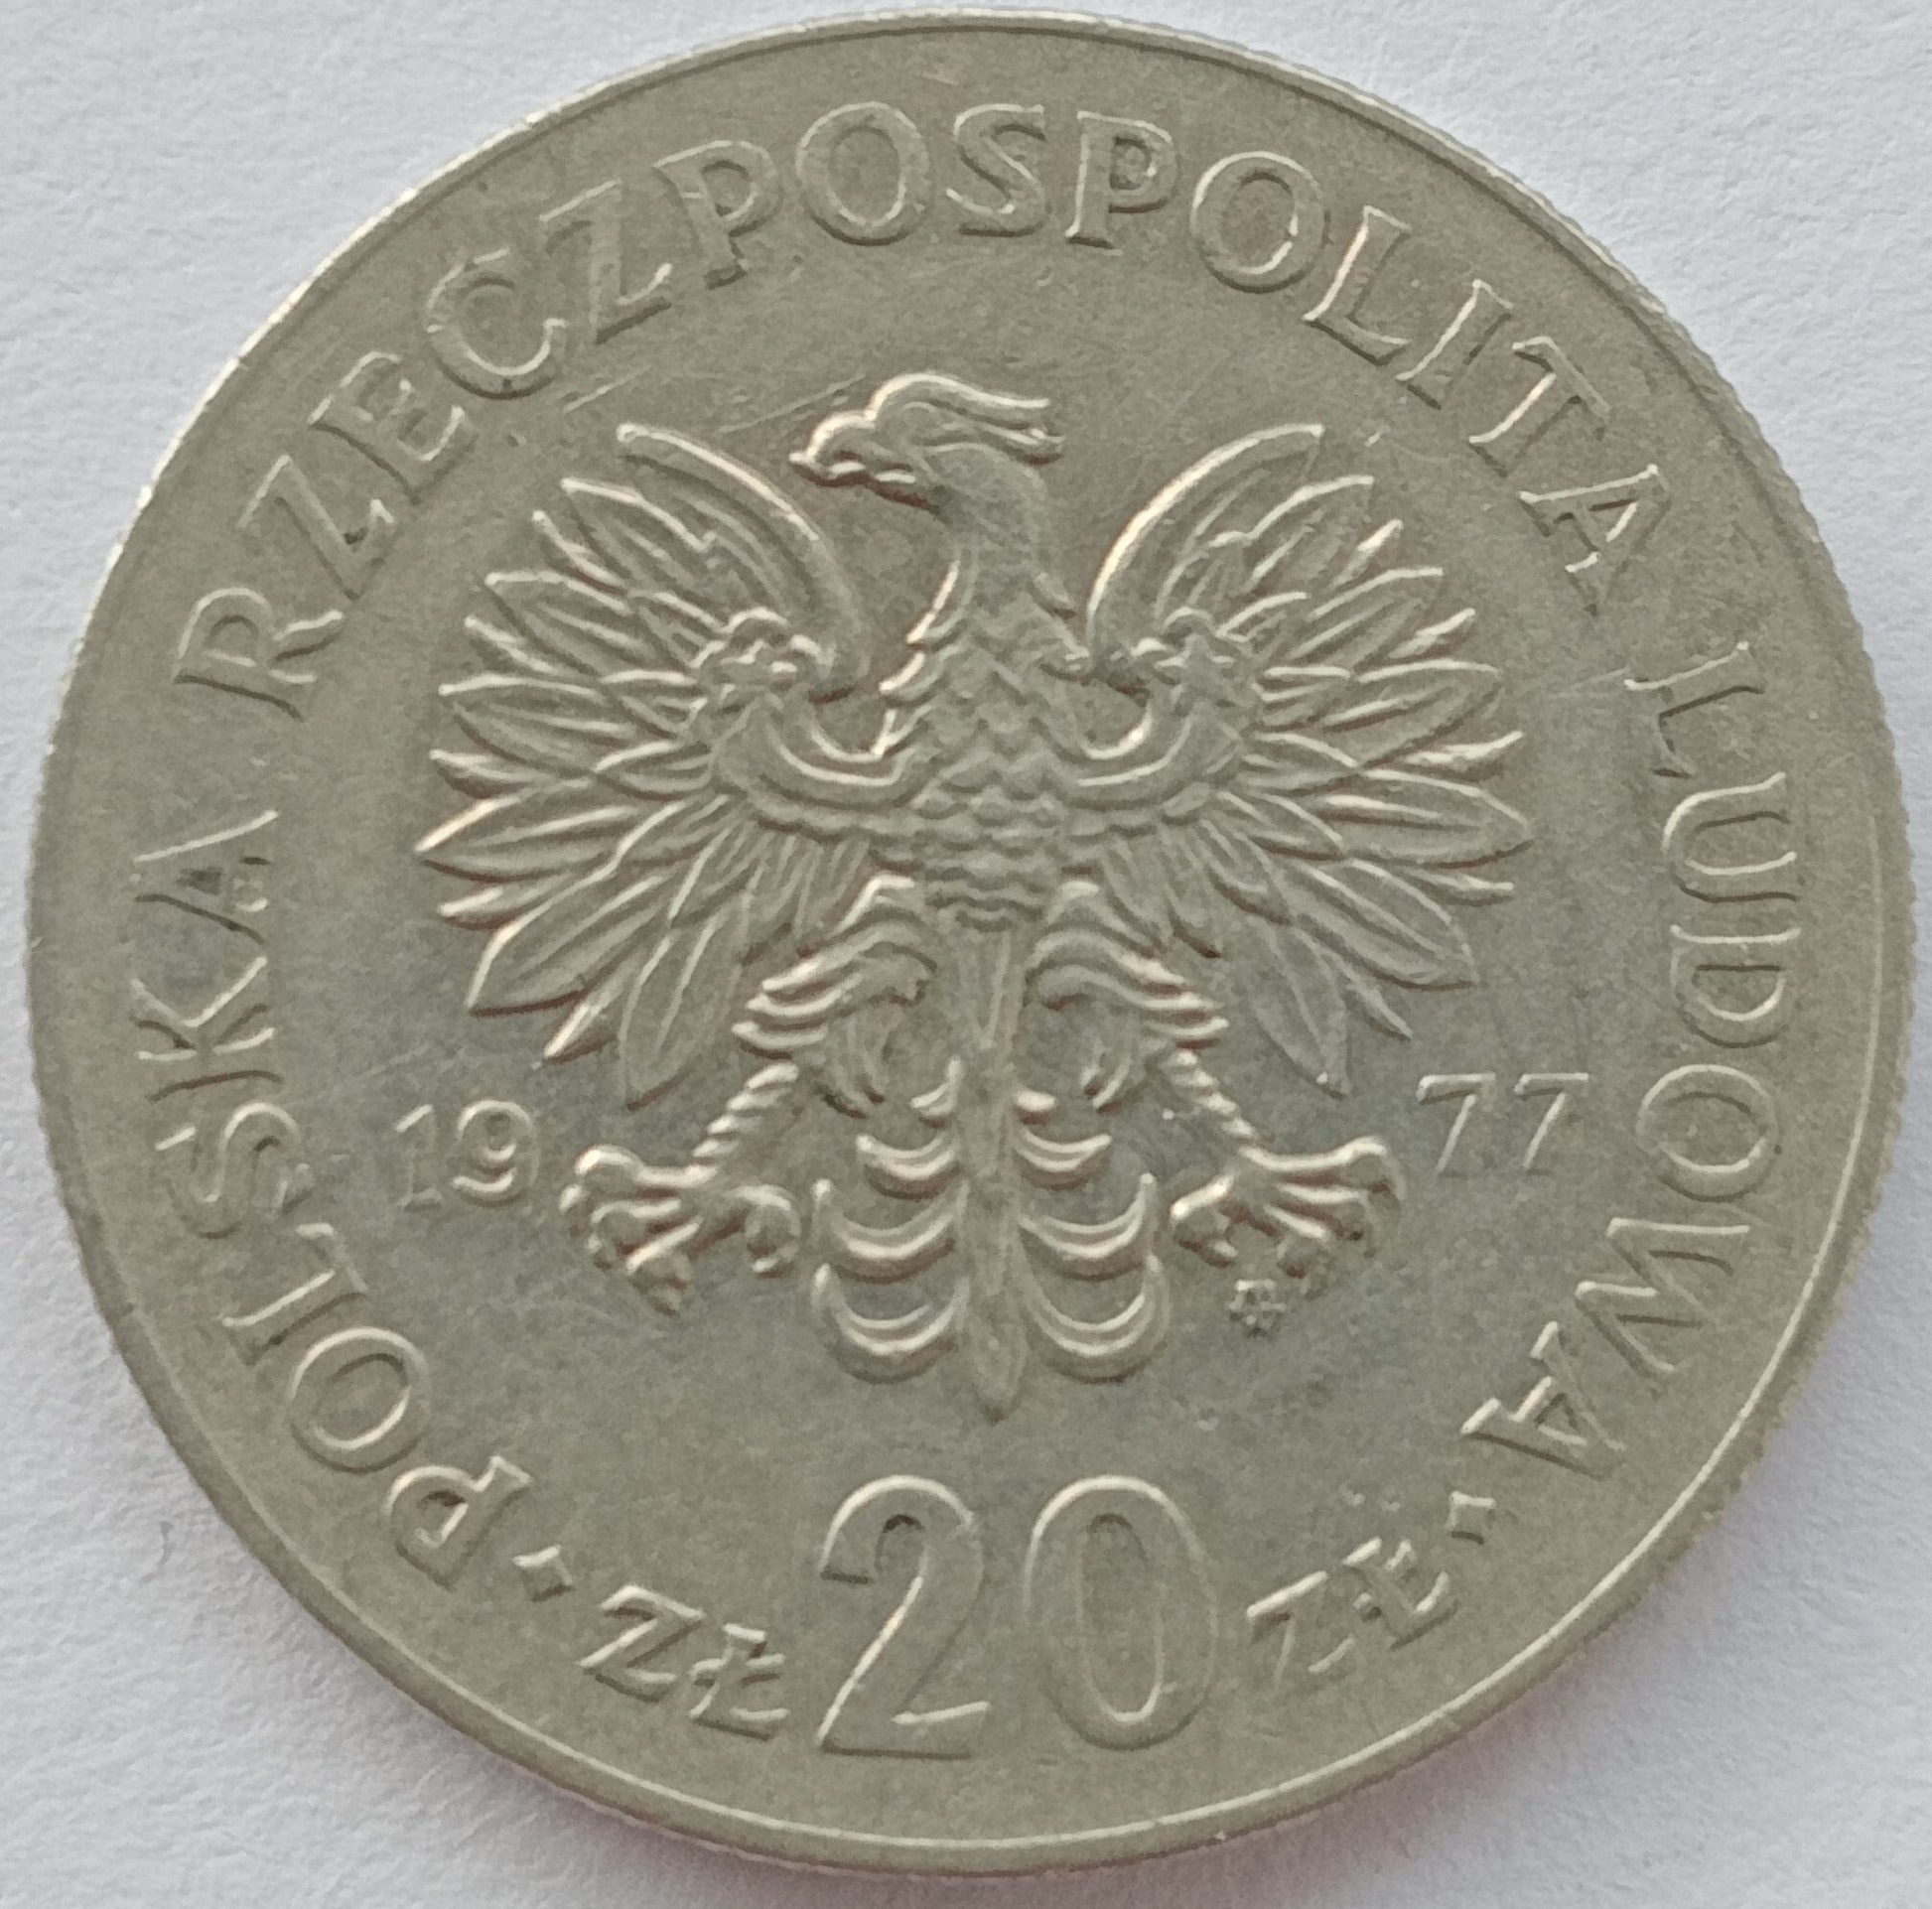 POLSKA RZECZPOSPOLITA LUDOWA
19 77
ZŁ 20 ZŁ